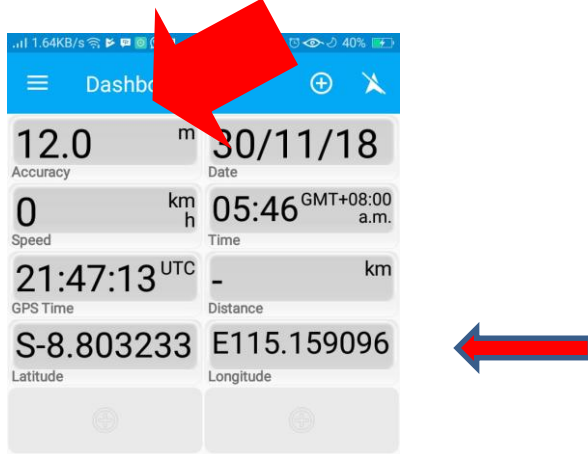 1.64KB/s 40%
Dashbo
12.0 m 30/11/18
Accuracy Date
0 km h 05:46 GMT+08:00 a.m.
Speed Time
21:47:13 UTC - km
GPS Time Distance
S-8.803233 E115.159096
Latitude Longitude